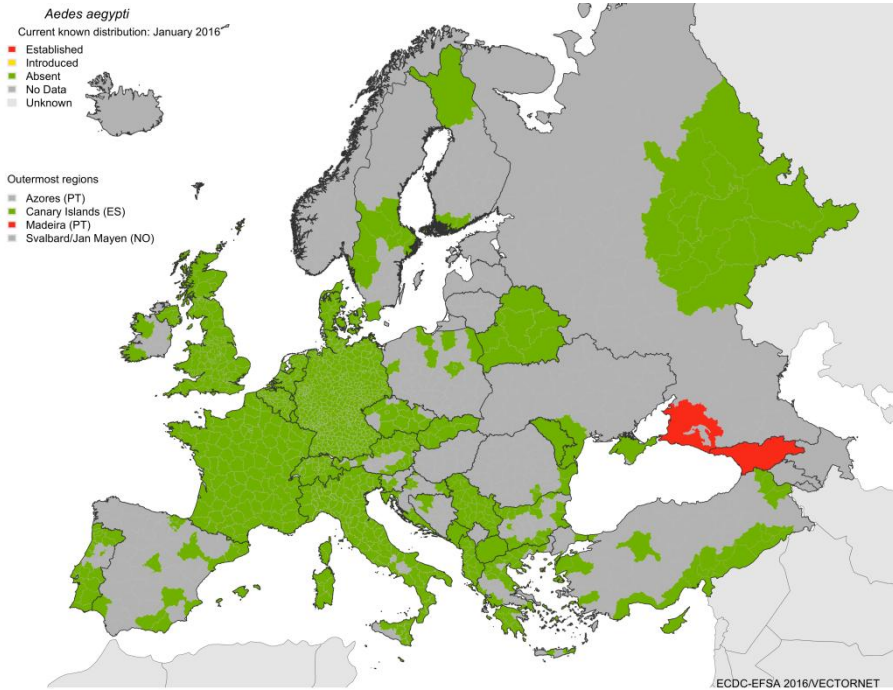 Aedes aegypti
Current known distribution: January 2016
Established
Introduced
Absent
No Data
Unknown
Outermost regions
Azores (PT)
Canary Islands (ES)
Madeira (PT)
Svalbard/Jan Mayen (NO)
ECDC-EFSA 2016/VECTORNET